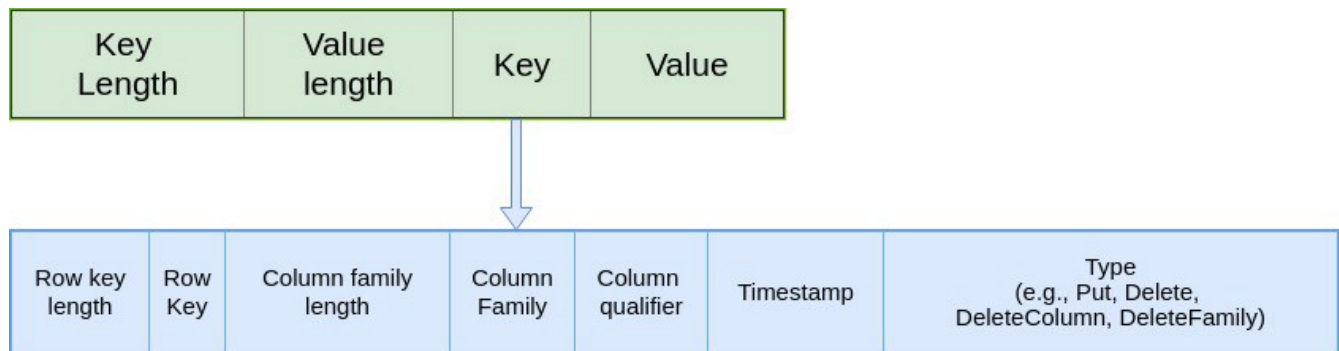 Key
Length
Value
length
Key
Value
Row key
length
Row
Key
Column family
length
Column
Family
Column
qualifier
Timestamp
Type
(e.g., Put, Delete,
DeleteColumn, DeleteFamily)